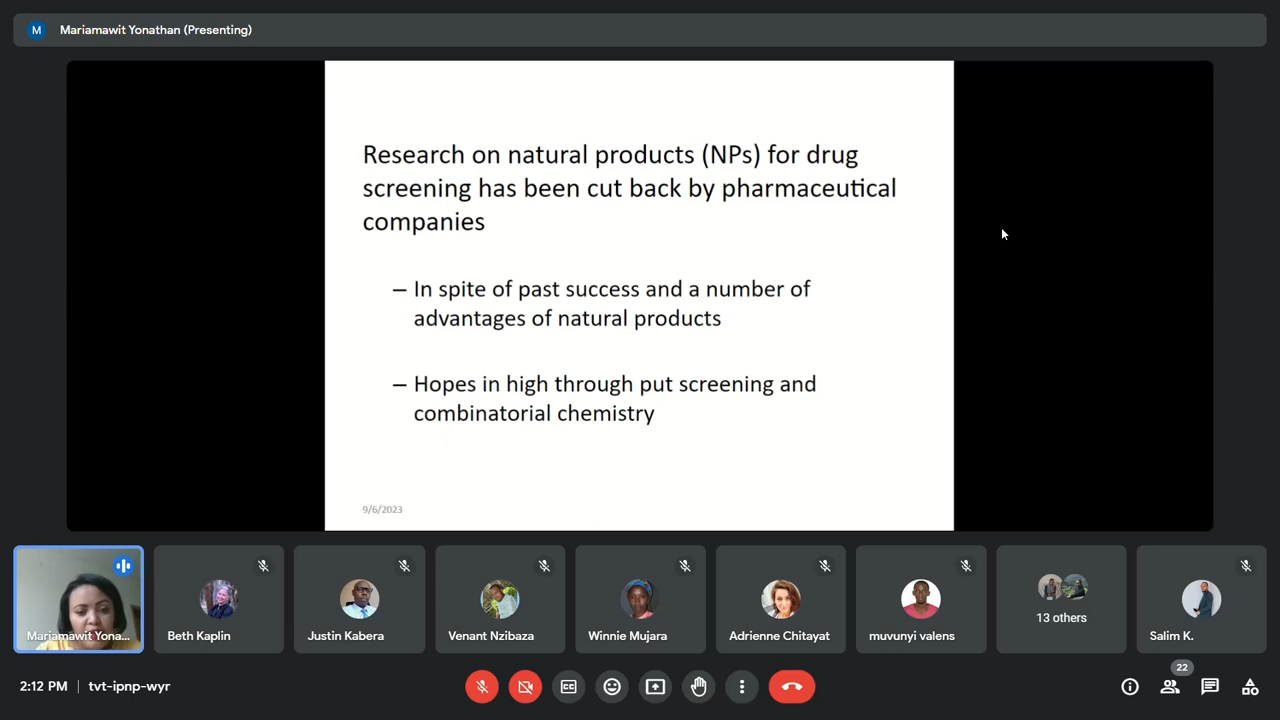 M
Mariamawit Yonathan (Presenting)
Research on natural products (NPs) for drug
screening has been cut back by pharmaceutical
companies
– In spite of past success and a number of
advantages of natural products
– Hopes in high through put screening and
combinatorial chemistry
9/6/2023
Mariamawit Yona...
Beth Kaplin
Justin Kabera
Venant Nzibaza
Winnie Mujara
Adrienne Chitayat
muvunyi valens
13 others
Salim K.
2:12 PM | tvt-ipnp-wyr
22